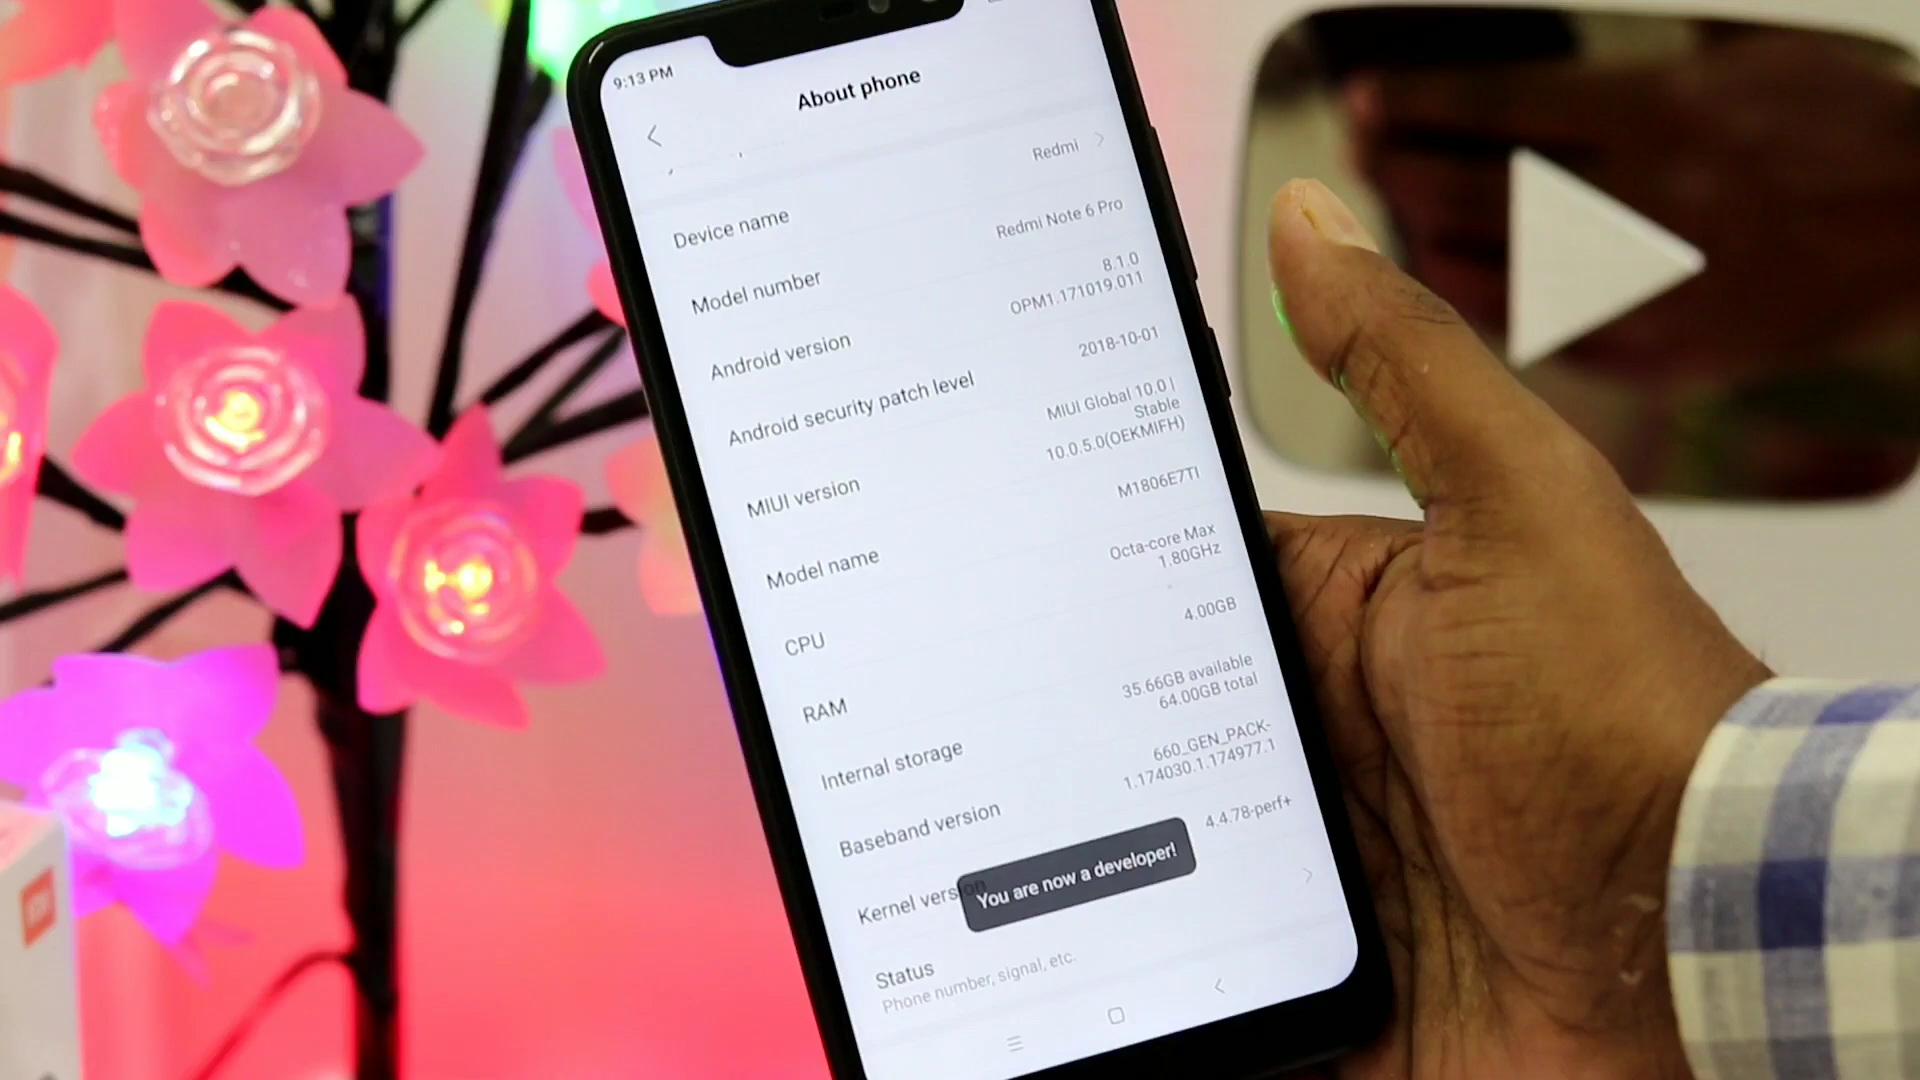 9:13 PM
About phone
Device name
Redmi
Model number
Redmi Note 6 Pro
Android version
8.1.0
OPM1.171019.011
Android security patch level
2018-10-01
MIUI version
MIUI Global 10.0 |
Stable
10.0.5.0(OEKMIFH)
Model name
M1806E7TI
CPU
Octa-core Max
1.80GHz
RAM
4.00GB
Internal storage
35.66GB available
64.00GB total
Baseband version
660_GEN_PACK-
1.174030.1.174977.1
Kernel version
4.4.78-perf+
You are now a developer!
Status
Phone number, signal, etc.